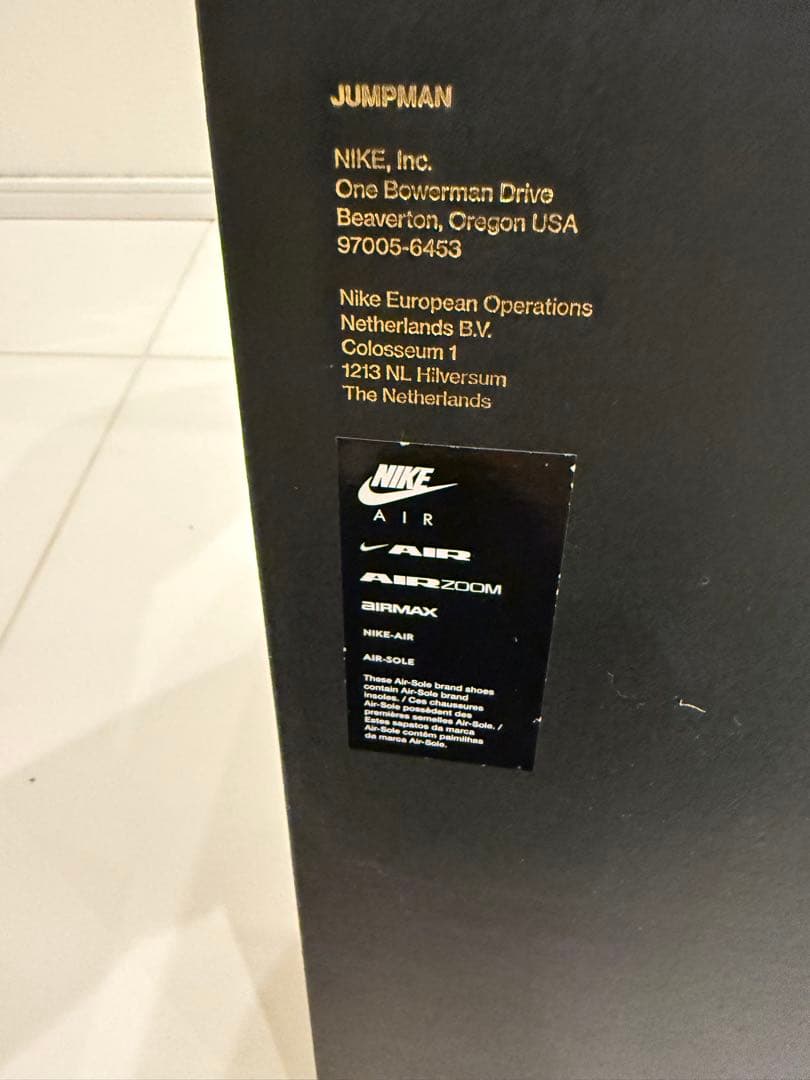 JUMPMAN
NIKE, Inc.
One Bowerman Drive
Beaverton, Oregon USA
97005-6453
Nike European Operations
Netherlands B.V.
Colosseum 1
1213 NL Hilversum
The Netherlands
NIKE
AIR
AIR
AIR ZOOM
AIRMAX
NIKE-AIR
AIR-SOLE
These Air-Sole brand shoes
contain Air-Sole brand
insoles. / Ces chaussures
Air-Sole possèdent des
premières semelles Air-Sole. /
Estes sapatos da marca
Air-Sole contêm palmilhas
da marca Air-Sole.